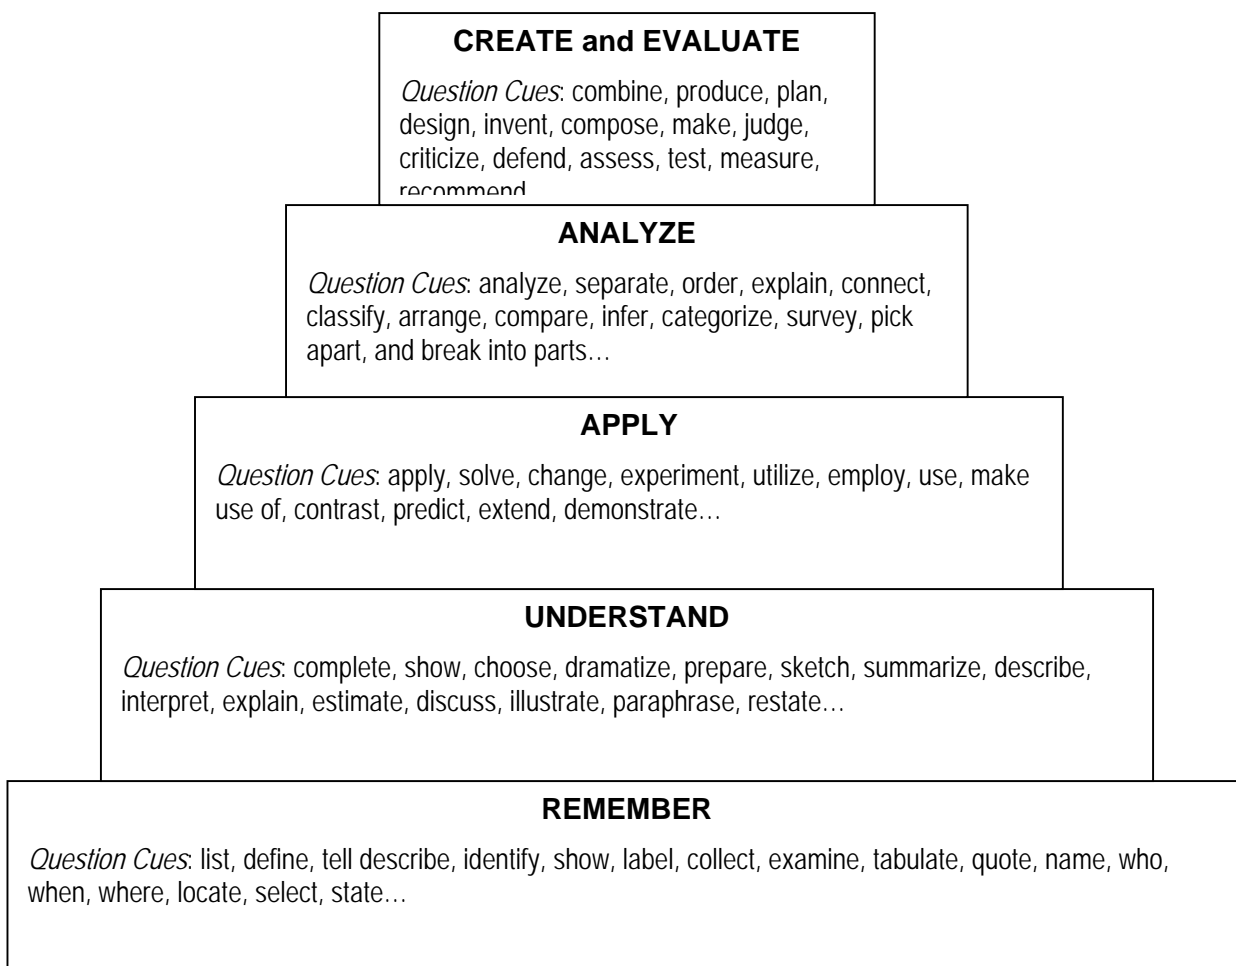 CREATE and EVALUATE
Question Cues: combine, produce, plan,
design, invent, compose, make, judge,
criticize, defend, assess, test, measure,
recommend
ANALYZE
Question Cues: analyze, separate, order, explain, connect,
classify, arrange, compare, infer, categorize, survey, pick
apart, and break into parts…
APPLY
Question Cues: apply, solve, change, experiment, utilize, employ, use, make
use of, contrast, predict, extend, demonstrate…
UNDERSTAND
Question Cues: complete, show, choose, dramatize, prepare, sketch, summarize, describe,
interpret, explain, estimate, discuss, illustrate, paraphrase, restate…
REMEMBER
Question Cues: list, define, tell describe, identify, show, label, collect, examine, tabulate, quote, name, who,
when, where, locate, select, state…